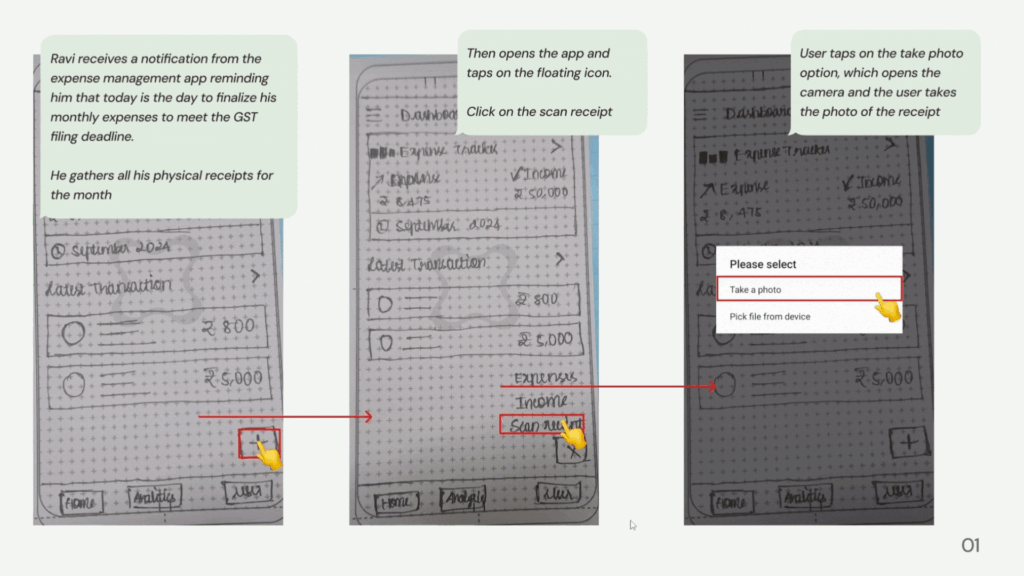 Ravi receives a notification from the
expense management app reminding
him that today is the day to finalize his
monthly expenses to meet the GST
filing deadline.
He gathers all his physical receipts for
the month
September 2024
Latest Transaction
₹ 800
₹ 5,000
+
Home
Analytics
Then opens the app and
taps on the floating icon.
Click on the scan receipt
Dashboa
Expense Tracker
Expense
Income
₹ 8,475
₹ 50,000
September 2024
Latest Transaction
₹ 800
₹ 5,000
Expenses
Income
Scan receipt
X
Home
User
User taps on the take photo
option, which opens the
camera and the user takes
the photo of the receipt
Dashboard
Expense Tracker
Expense
Income
₹ 8,475
₹ 50,000
Please select
Take a photo
Pick file from device
₹ 5,000
+
Home
Analytics
01